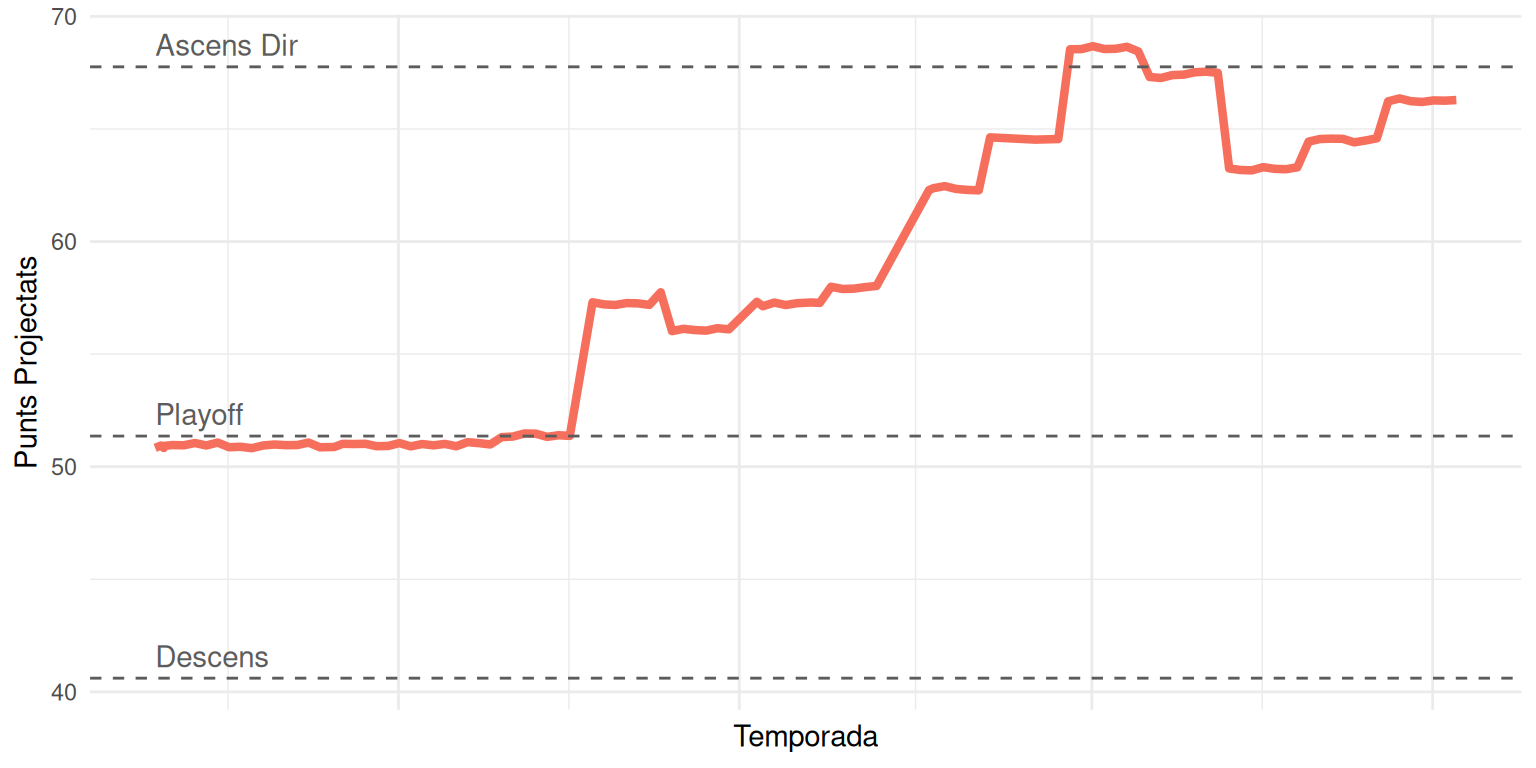 70
Ascens Dir
60
Punts Projectats
Playoff
50
Descens
40
Temporada